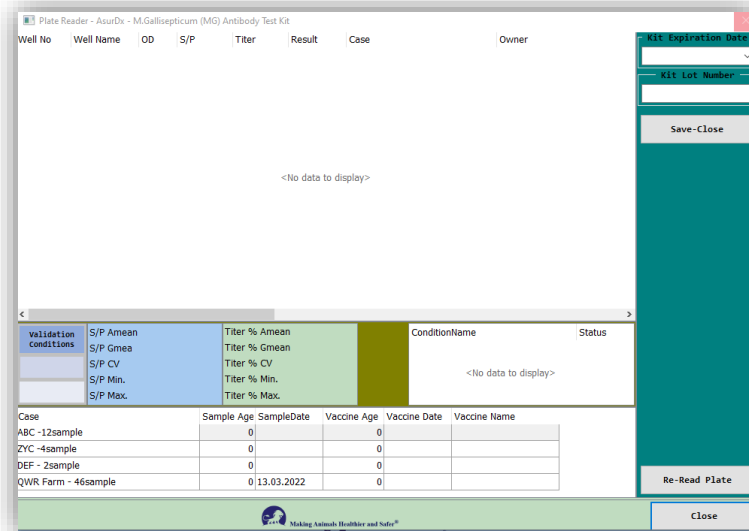 Plate Reader - AsurDx - M.Gallisepticum (MG) Antibody Test Kit
Well No Well Name OD S/P Titer Result Case Owner
<No data to display>
Kit Expiration Date
Kit Lot Number
Save-Close
Validation Conditions
S/P Amean
S/P Gmea
S/P CV
S/P Min.
S/P Max.
Titer % Amean
Titer % Gmean
Titer % CV
Titer % Min.
Titer % Max.
ConditionName Status
<No data to display>
Case Sample Age SampleDate Vaccine Age Vaccine Date Vaccine Name
ABC -12sample 0 0
ZYC -4sample 0 0
DEF - 2sample 0 0
QWR Farm - 46sample 0 13.03.2022 0
Re-Read Plate
Making Animals Healthier and Safer®
Close